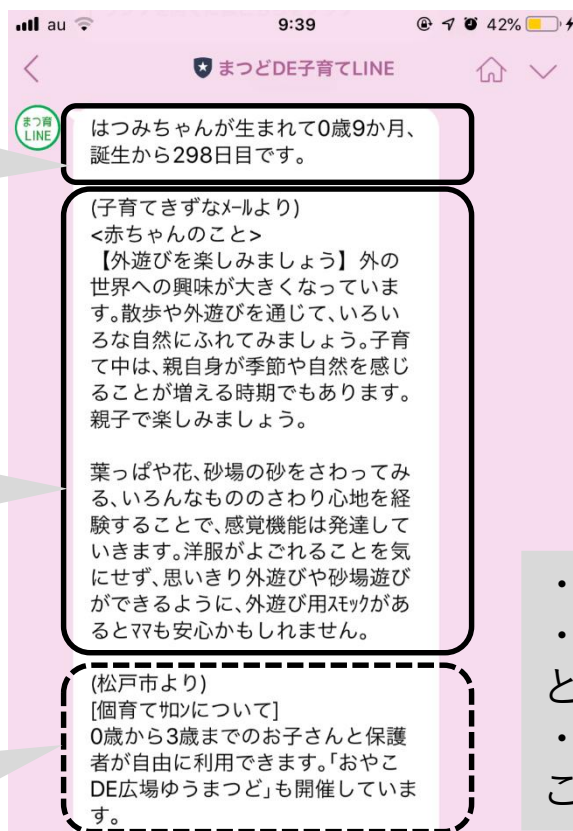 au 9:39 42%
まつどDE子育てLINE
まつ育
LINE
はつみちゃんが生まれて0歳9か月、
誕生から298日目です。
(子育てきずなﾒｰﾙより)
<赤ちゃんのこと>
【外遊びを楽しみましょう】外の
世界への興味が大きくなっていま
す。散歩や外遊びを通じて、いろい
ろな自然にふれてみましょう。子育
て中は、親自身が季節や自然を感じ
ることが増える時期でもあります。
親子で楽しみましょう。
葉っぱや花、砂場の砂をさわってみ
る、いろんなもののさわり心地を経
験することで、感覚機能は発達して
いきます。洋服がよごれることを気
にせず、思いきり外遊びや砂場遊び
ができるように、外遊び用ｽﾓｯｸがあ
るとﾏﾏも安心かもしれません。
(松戸市より)
[個育てｻﾛﾝについて]
0歳から3歳までのお子さんと保護
者が自由に利用できます。「おやこ
DE広場ゆうまつど」も開催していま
す。
・
・
と
・
こ